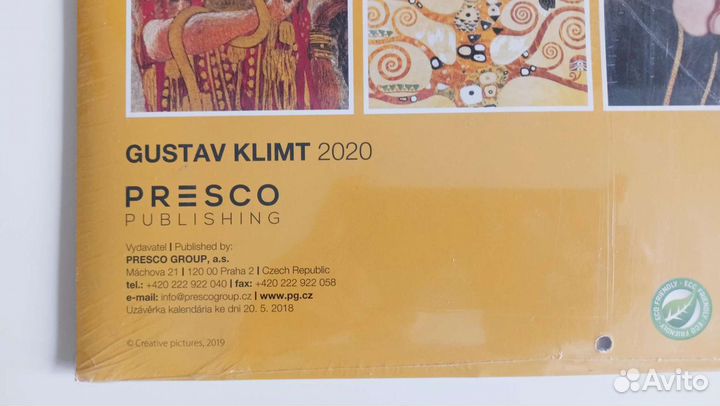 GUSTAV KLIMT 2020
PRESCO
PUBLISHING
Vydavatel | Published by:
PRESCO GROUP, a.s.
Máchova 21 | 120 00 Praha 2 | Czech Republic
tel.: +420 222 922 040 | fax: +420 222 922 058
e-mail: info@prescogroup.cz | www.pg.cz
Uzávěrka kalendária ke dni 20. 5. 2018
© Creative pictures, 2019
ECO FRIENDLY · ECO FRIENDLY ·
Avito